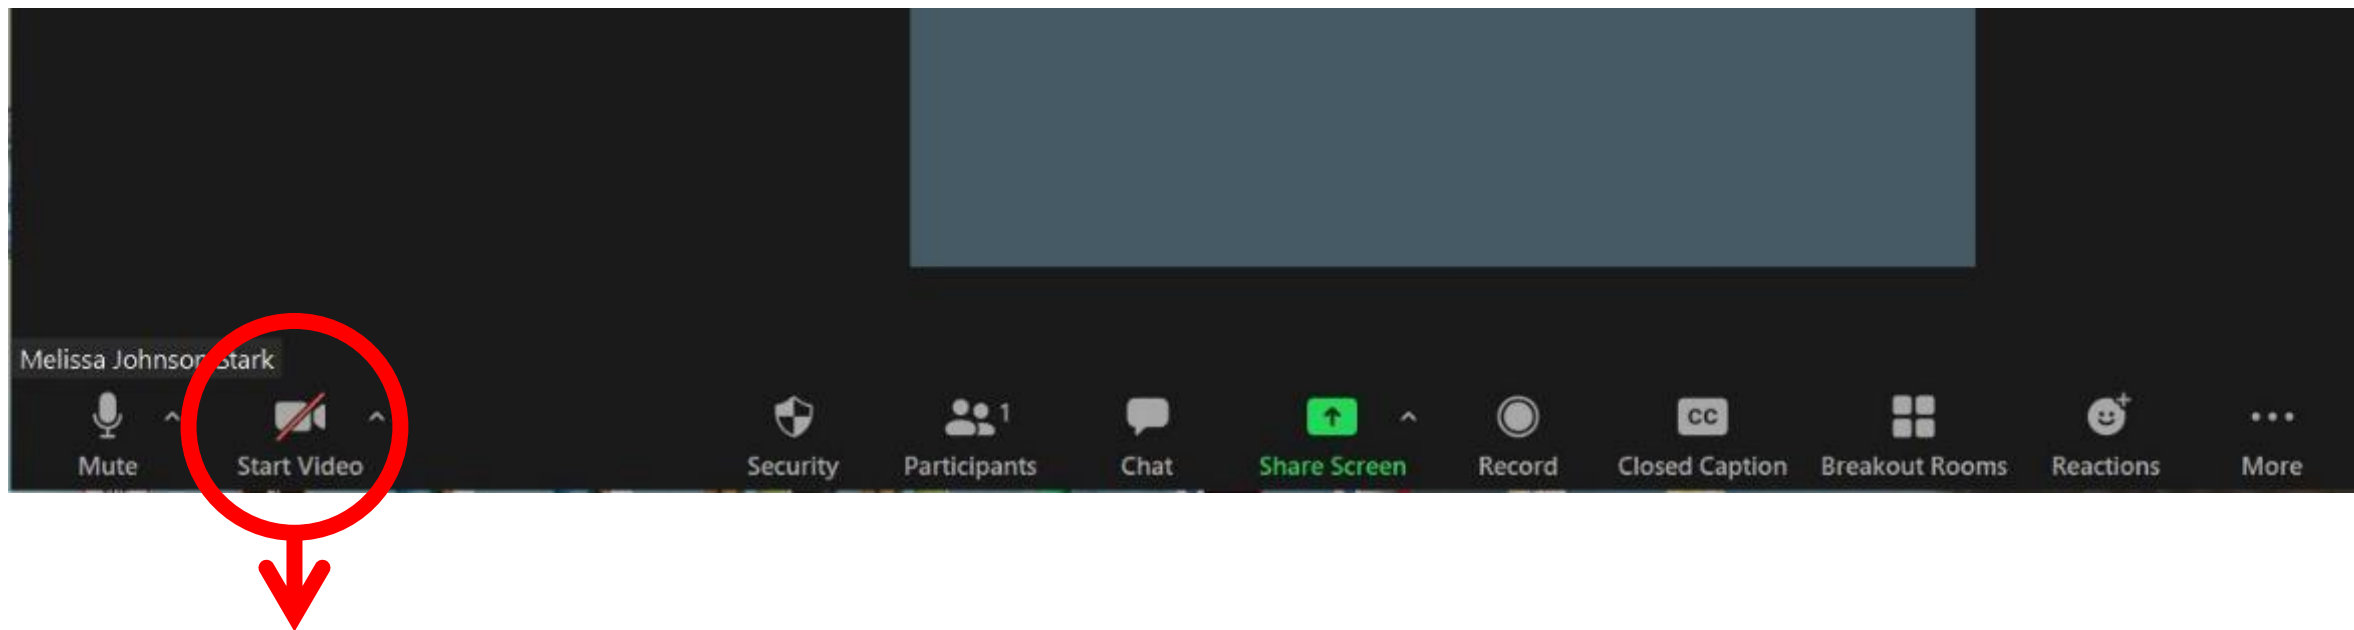 Melissa Johnson Stark
1
CC
Mute Start Video Security Participants Chat Share Screen Record Closed Caption Breakout Rooms Reactions More